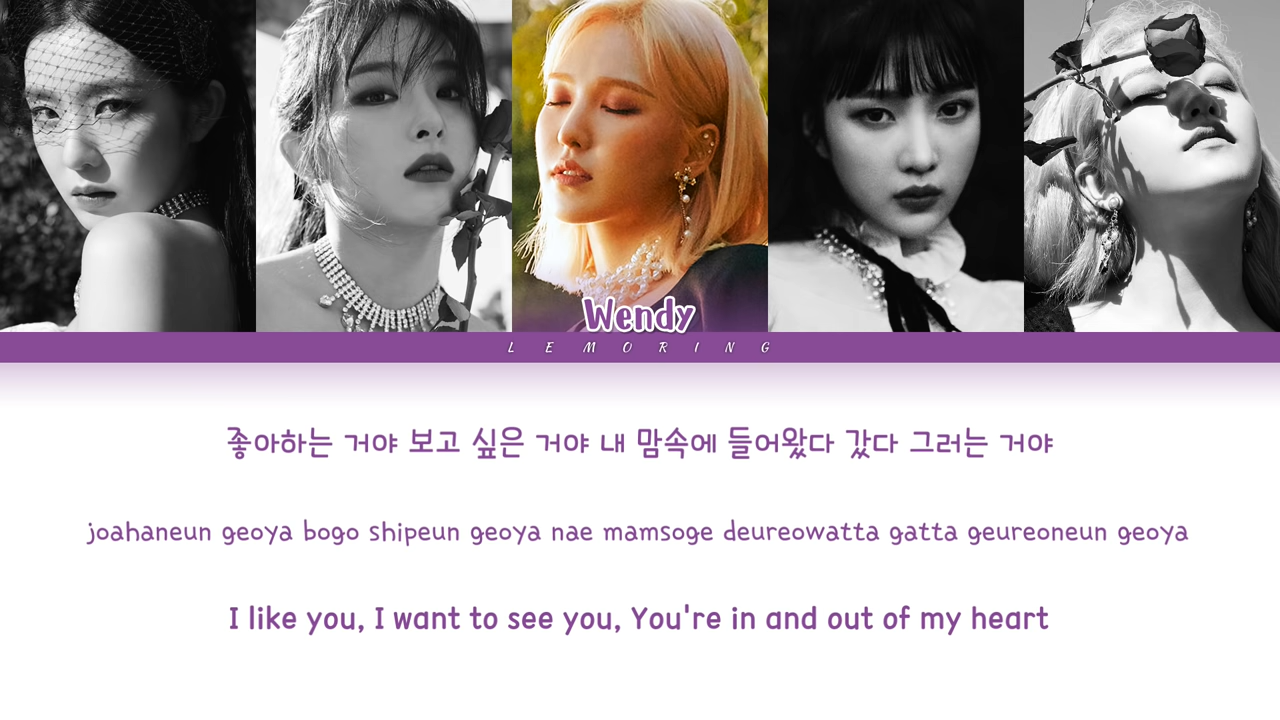 Wendy
LEMORING
좋아하는 거야 보고 싶은 거야 내 맘속에 들어왔다 갔다 그러는 거야
joahaneun geoya bogo shipeun geoya nae mamsoge deureowatta gatta geureoneun geoya
I like you, I want to see you, You're in and out of my heart